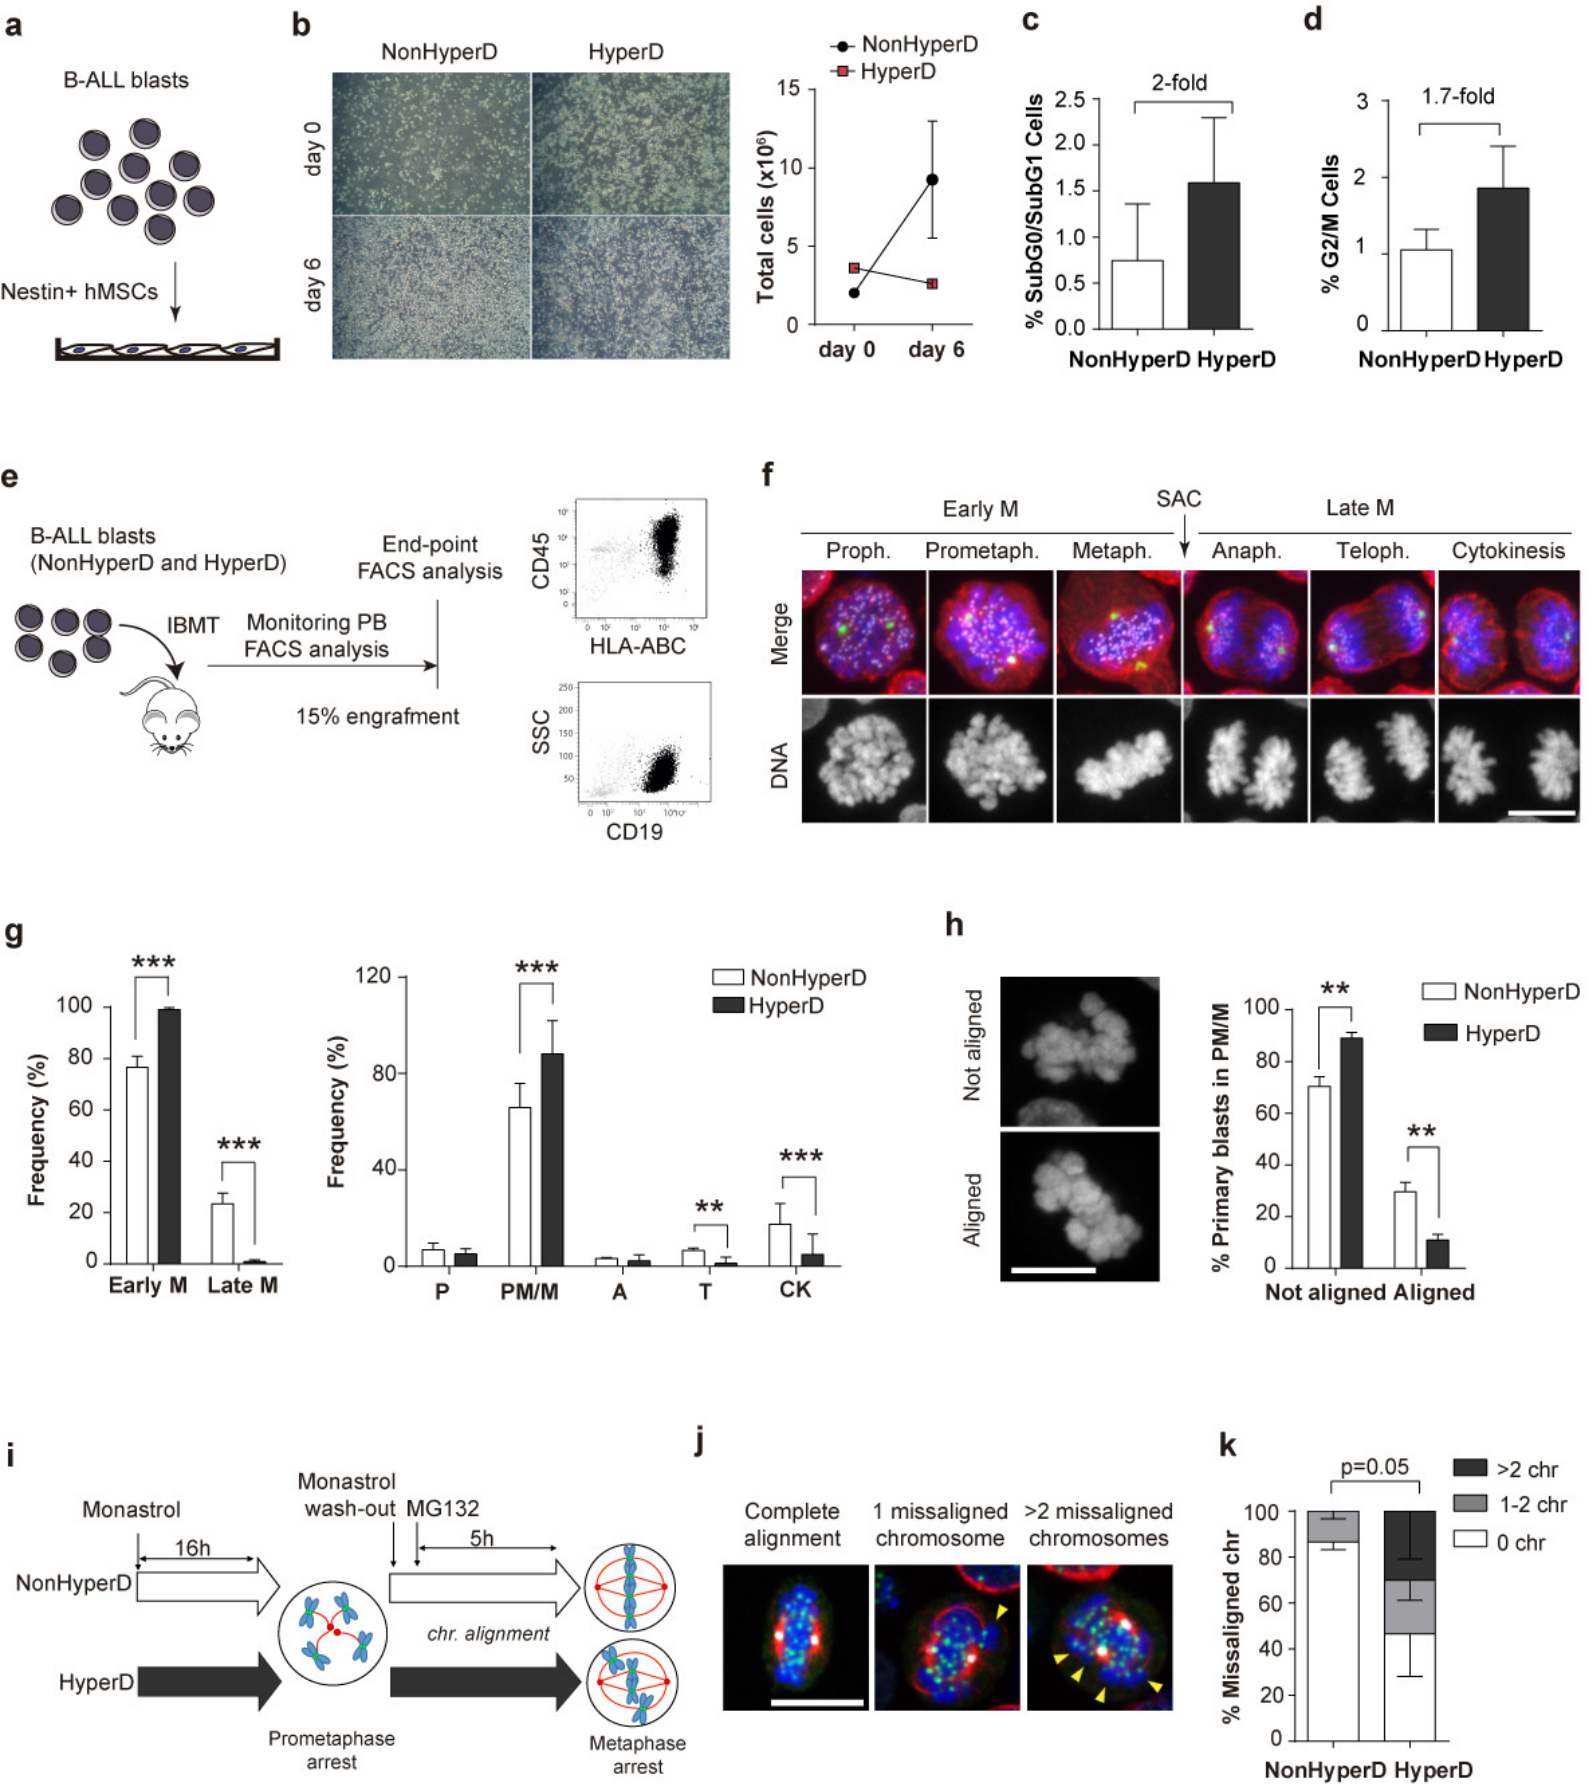 a
B-ALL blasts
Nestin+ hMSCs
b
NonHyperD
HyperD
day 0
day 6
NonHyperD
HyperD
Total cells (x10⁶)
15
10
5
0
day 0
day 6
c
2-fold
% SubG0/SubG1 Cells
2.5
2.0
1.5
1.0
0.5
0.0
NonHyperD HyperD
d
1.7-fold
% G2/M Cells
3
2
1
0
NonHyperD HyperD
e
B-ALL blasts
(NonHyperD and HyperD)
IBMT
Monitoring PB
FACS analysis
15% engrafment
End-point
FACS analysis
CD45
HLA-ABC
SSC
250
200
150
100
50
CD19
f
Early M
SAC
Late M
Proph.
Prometaph.
Metaph.
Anaph.
Teloph.
Cytokinesis
Merge
DNA
g
Frequency (%)
100
80
60
40
20
0
***
***
Early M
Late M
Frequency (%)
120
80
40
0
***
**
***
P
PM/M
A
T
CK
NonHyperD
HyperD
h
Not aligned
Aligned
% Primary blasts in PM/M
100
80
60
40
20
0
**
**
Not aligned
Aligned
NonHyperD
HyperD
i
Monastrol
16h
NonHyperD
HyperD
Monastrol
wash-out
MG132
5h
chr. alignment
Prometaphase
arrest
Metaphase
arrest
j
Complete
alignment
1 missaligned
chromosome
>2 missaligned
chromosomes
k
p=0.05
% Missaligned chr
100
80
60
40
20
0
NonHyperD HyperD
>2 chr
1-2 chr
0 chr